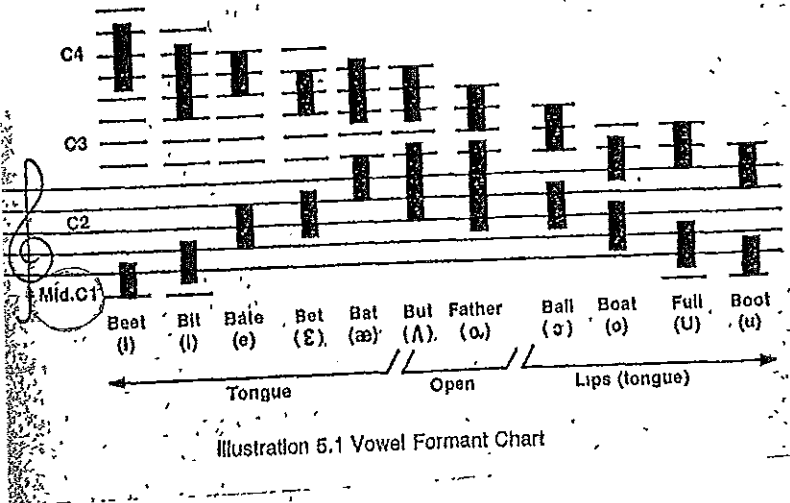 C4
C3
C2
Mid.C1
Beet Bit Bate Bet Bat But Father Ball Boat Full Boot
(i) (I) (e) (Ɛ) (æ) (Λ) (ɑ) (ɔ) (o) (U) (u)
Tongue Open Lips (tongue)
Illustration 5.1 Vowel Formant Chart